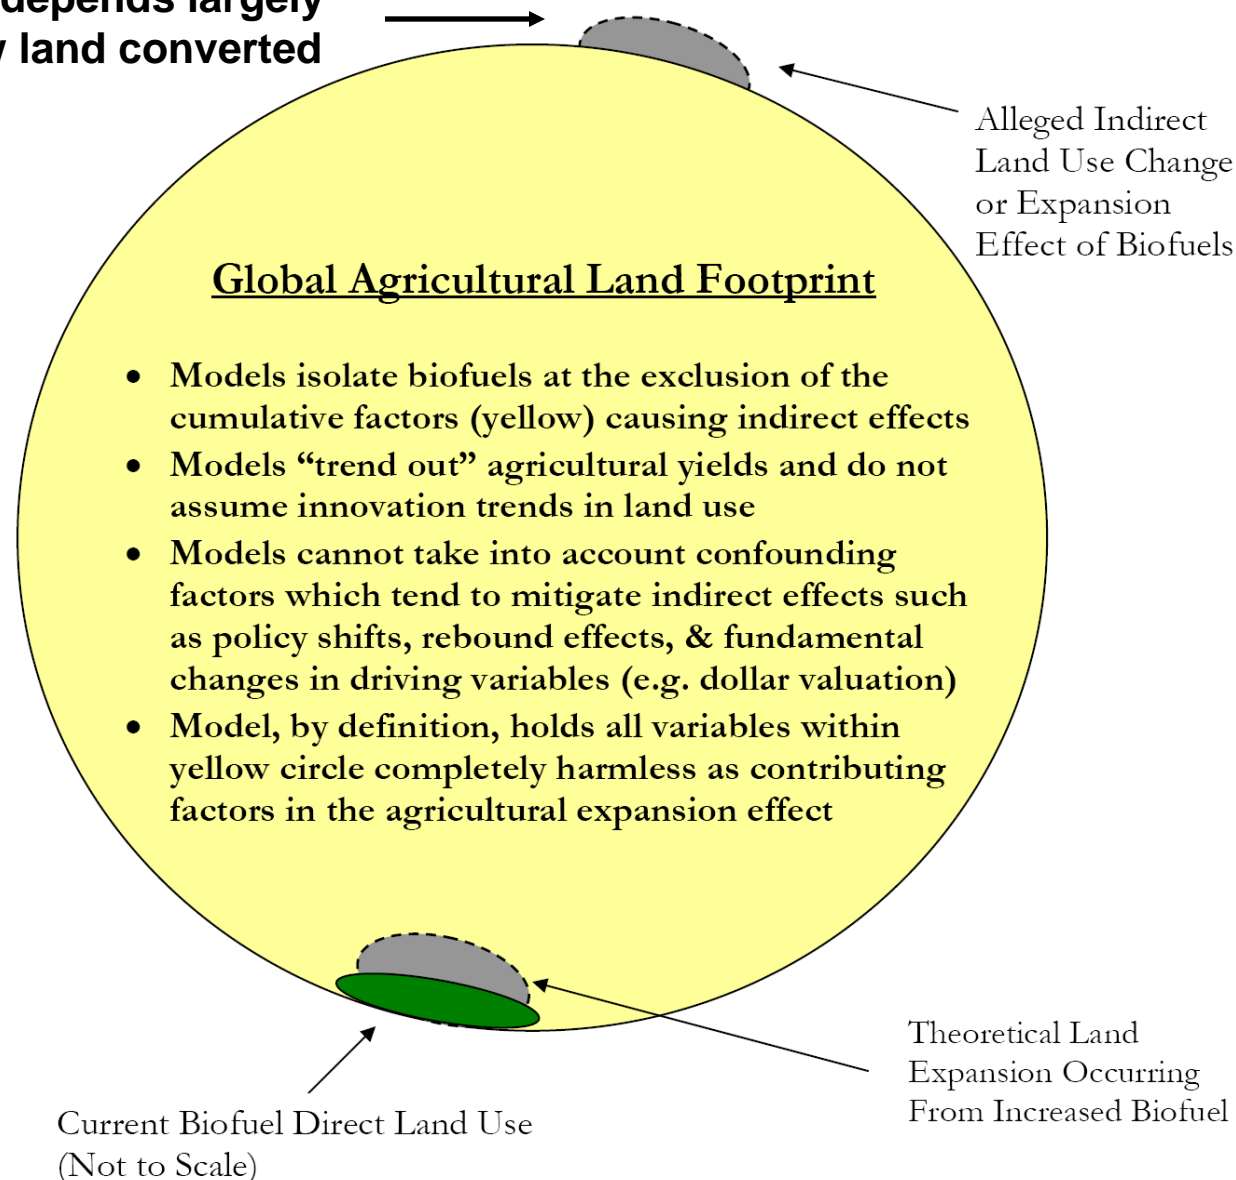 depends largely
land converted
Alleged Indirect
Land Use Change
or Expansion
Effect of Biofuels
Global Agricultural Land Footprint
• Models isolate biofuels at the exclusion of the
cumulative factors (yellow) causing indirect effects
• Models “trend out” agricultural yields and do not
assume innovation trends in land use
• Models cannot take into account confounding
factors which tend to mitigate indirect effects such
as policy shifts, rebound effects, & fundamental
changes in driving variables (e.g. dollar valuation)
• Model, by definition, holds all variables within
yellow circle completely harmless as contributing
factors in the agricultural expansion effect
Theoretical Land
Expansion Occurring
From Increased Biofuel
Current Biofuel Direct Land Use
(Not to Scale)